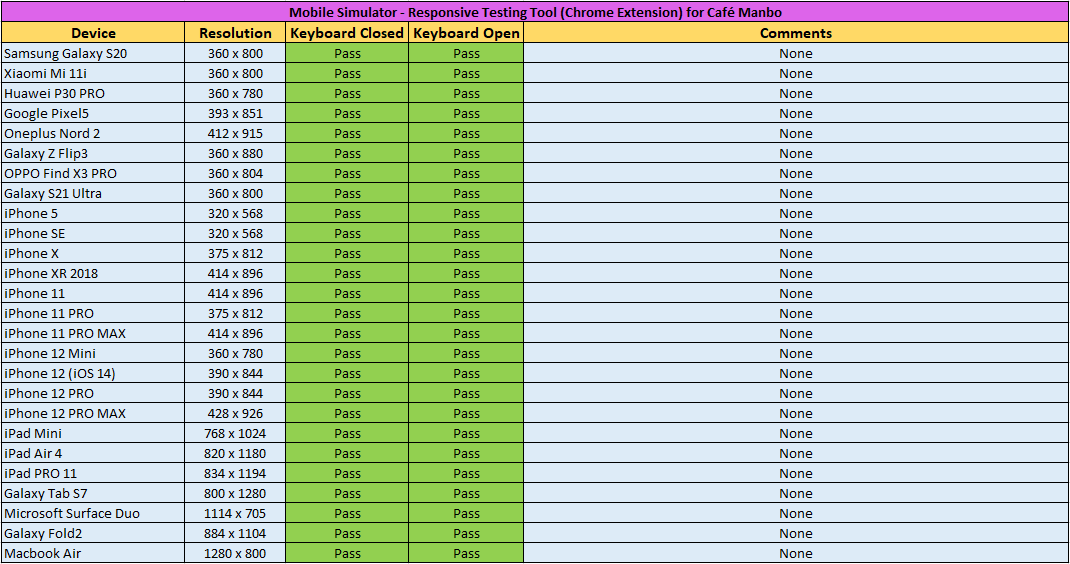 Mobile Simulator - Responsive Testing Tool (Chrome Extension) for Café Manbo
Device Resolution Keyboard Closed Keyboard Open Comments
Samsung Galaxy S20 360 x 800 Pass Pass None
Xiaomi Mi 11i 360 x 800 Pass Pass None
Huawei P30 PRO 360 x 780 Pass Pass None
Google Pixel5 393 x 851 Pass Pass None
Oneplus Nord 2 412 x 915 Pass Pass None
Galaxy Z Flip3 360 x 880 Pass Pass None
OPPO Find X3 PRO 360 x 804 Pass Pass None
Galaxy S21 Ultra 360 x 800 Pass Pass None
iPhone 5 320 x 568 Pass Pass None
iPhone SE 320 x 568 Pass Pass None
iPhone X 375 x 812 Pass Pass None
iPhone XR 2018 414 x 896 Pass Pass None
iPhone 11 414 x 896 Pass Pass None
iPhone 11 PRO 375 x 812 Pass Pass None
iPhone 11 PRO MAX 414 x 896 Pass Pass None
iPhone 12 Mini 360 x 780 Pass Pass None
iPhone 12 (iOS 14) 390 x 844 Pass Pass None
iPhone 12 PRO 390 x 844 Pass Pass None
iPhone 12 PRO MAX 428 x 926 Pass Pass None
iPad Mini 768 x 1024 Pass Pass None
iPad Air 4 820 x 1180 Pass Pass None
iPad PRO 11 834 x 1194 Pass Pass None
Galaxy Tab S7 800 x 1280 Pass Pass None
Microsoft Surface Duo 1114 x 705 Pass Pass None
Galaxy Fold2 884 x 1104 Pass Pass None
Macbook Air 1280 x 800 Pass Pass None